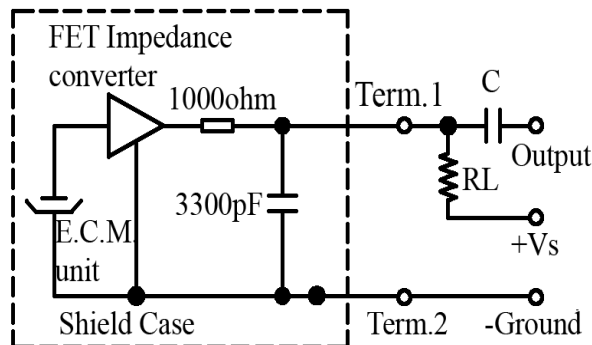 FET Impedance
converter
1000ohm
Term.1
C
Output
RL
3300pF
+Vs
E.C.M.
unit
Shield Case
Term.2
-Ground